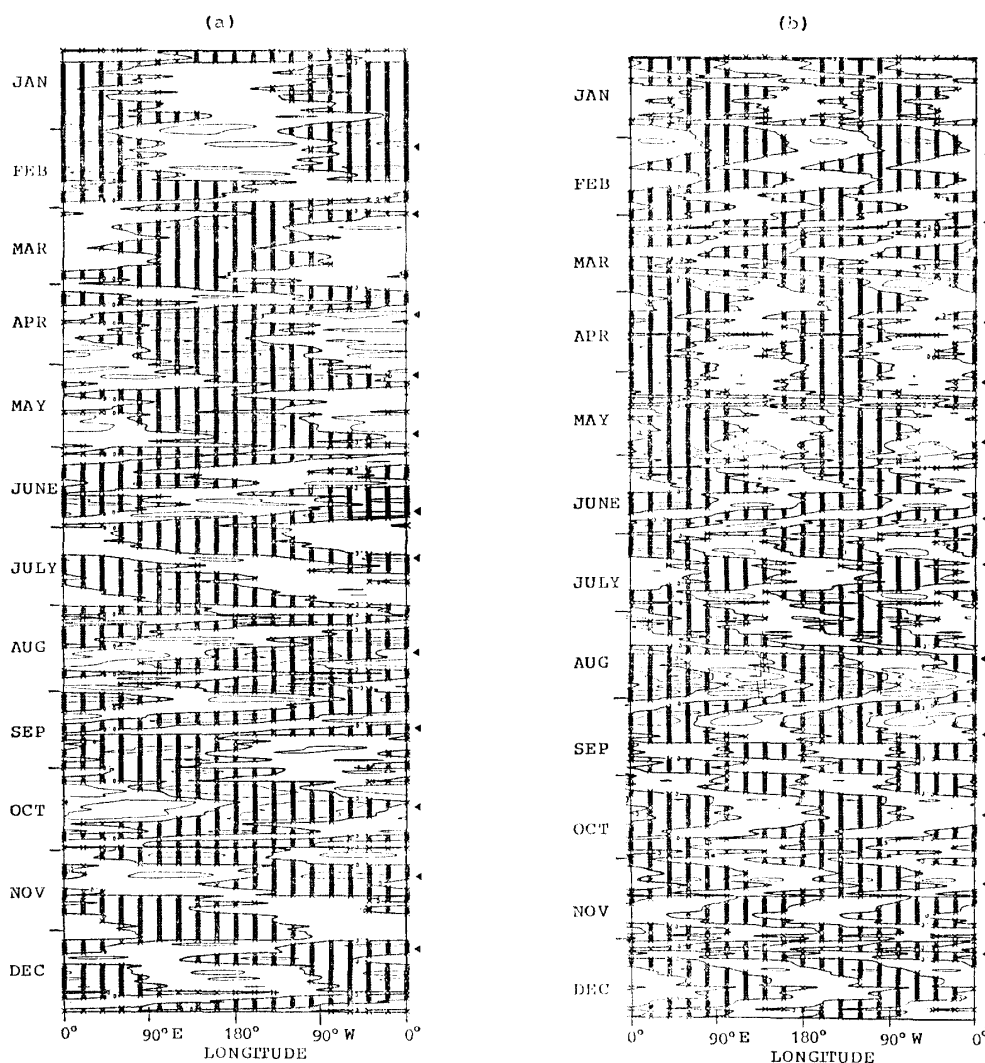 (a)
JAN
FEB
MAR
APR
MAY
JUNE
JULY
AUG
SEP
OCT
NOV
DEC
0° 90°E 180° 90°W 0°
LONGITUDE
(b)
JAN
FEB
MAR
APR
MAY
JUNE
JULY
AUG
SEP
OCT
NOV
DEC
0° 90°E 180° 90°W 0°
LONGITUDE